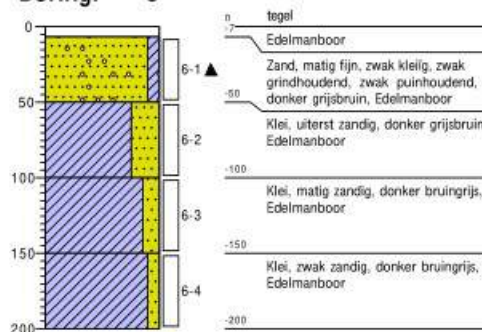 Boring:
0
50
100
150
200
6-1
6-2
6-3
6-4
0
tegel
-7
Edelmanboor
Zand, matig fijn, zwak kleiïg, zwak
grindhoudend, zwak puinhoudend,
donker grijsbruin, Edelmanboor
-50
Klei, uiterst zandig, donker grijsbruin
Edelmanboor
-100
Klei, matig zandig, donker bruingrijs,
Edelmanboor
-150
Klei, zwak zandig, donker bruingrijs,
Edelmanboor
-200